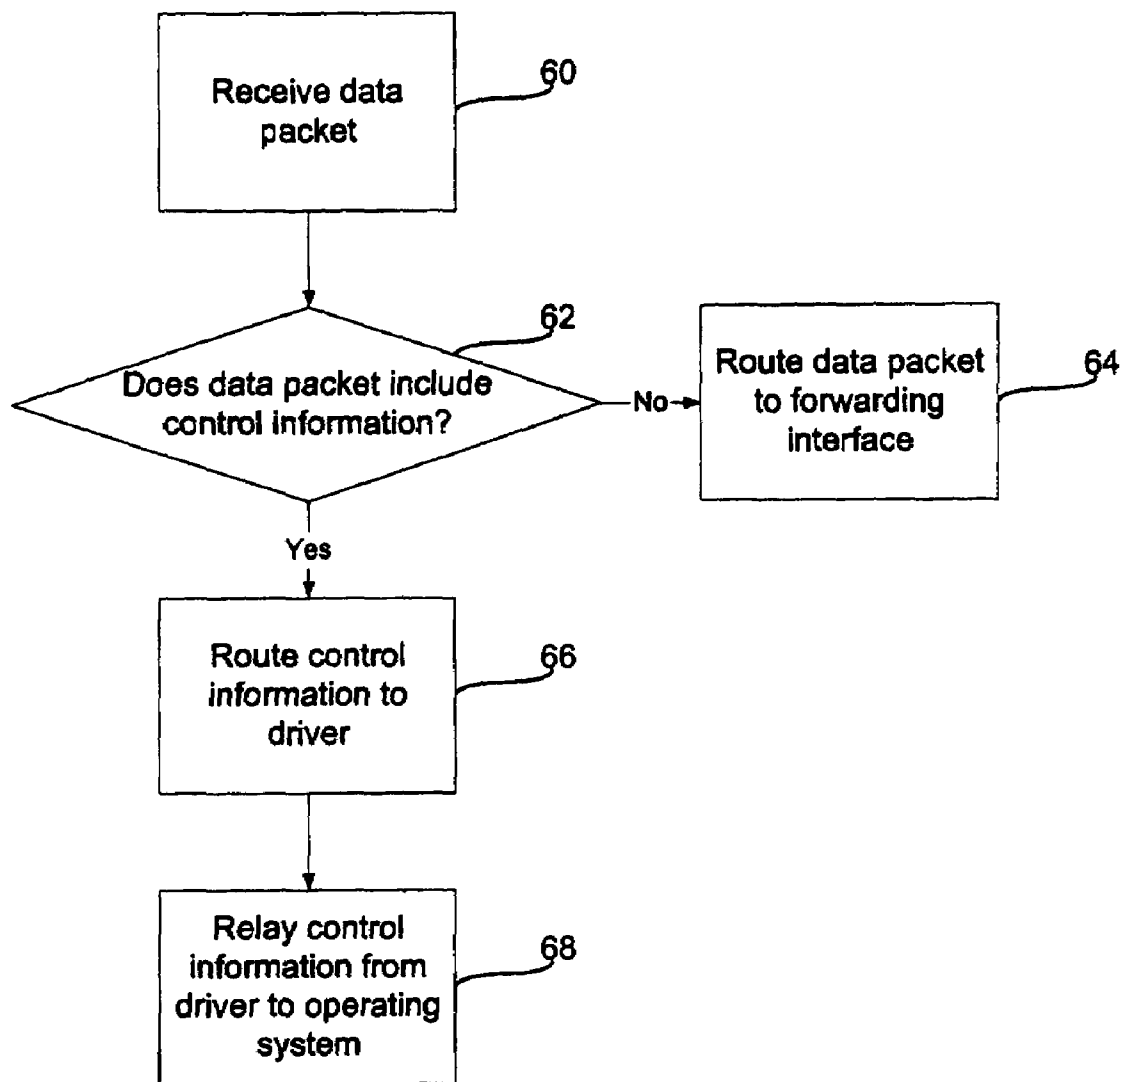 Receive data
packet
60
62
Does data packet include
control information?
No
Route data packet
to forwarding
interface
64
Yes
Route control
information to
driver
66
Relay control
information from
driver to operating
system
68